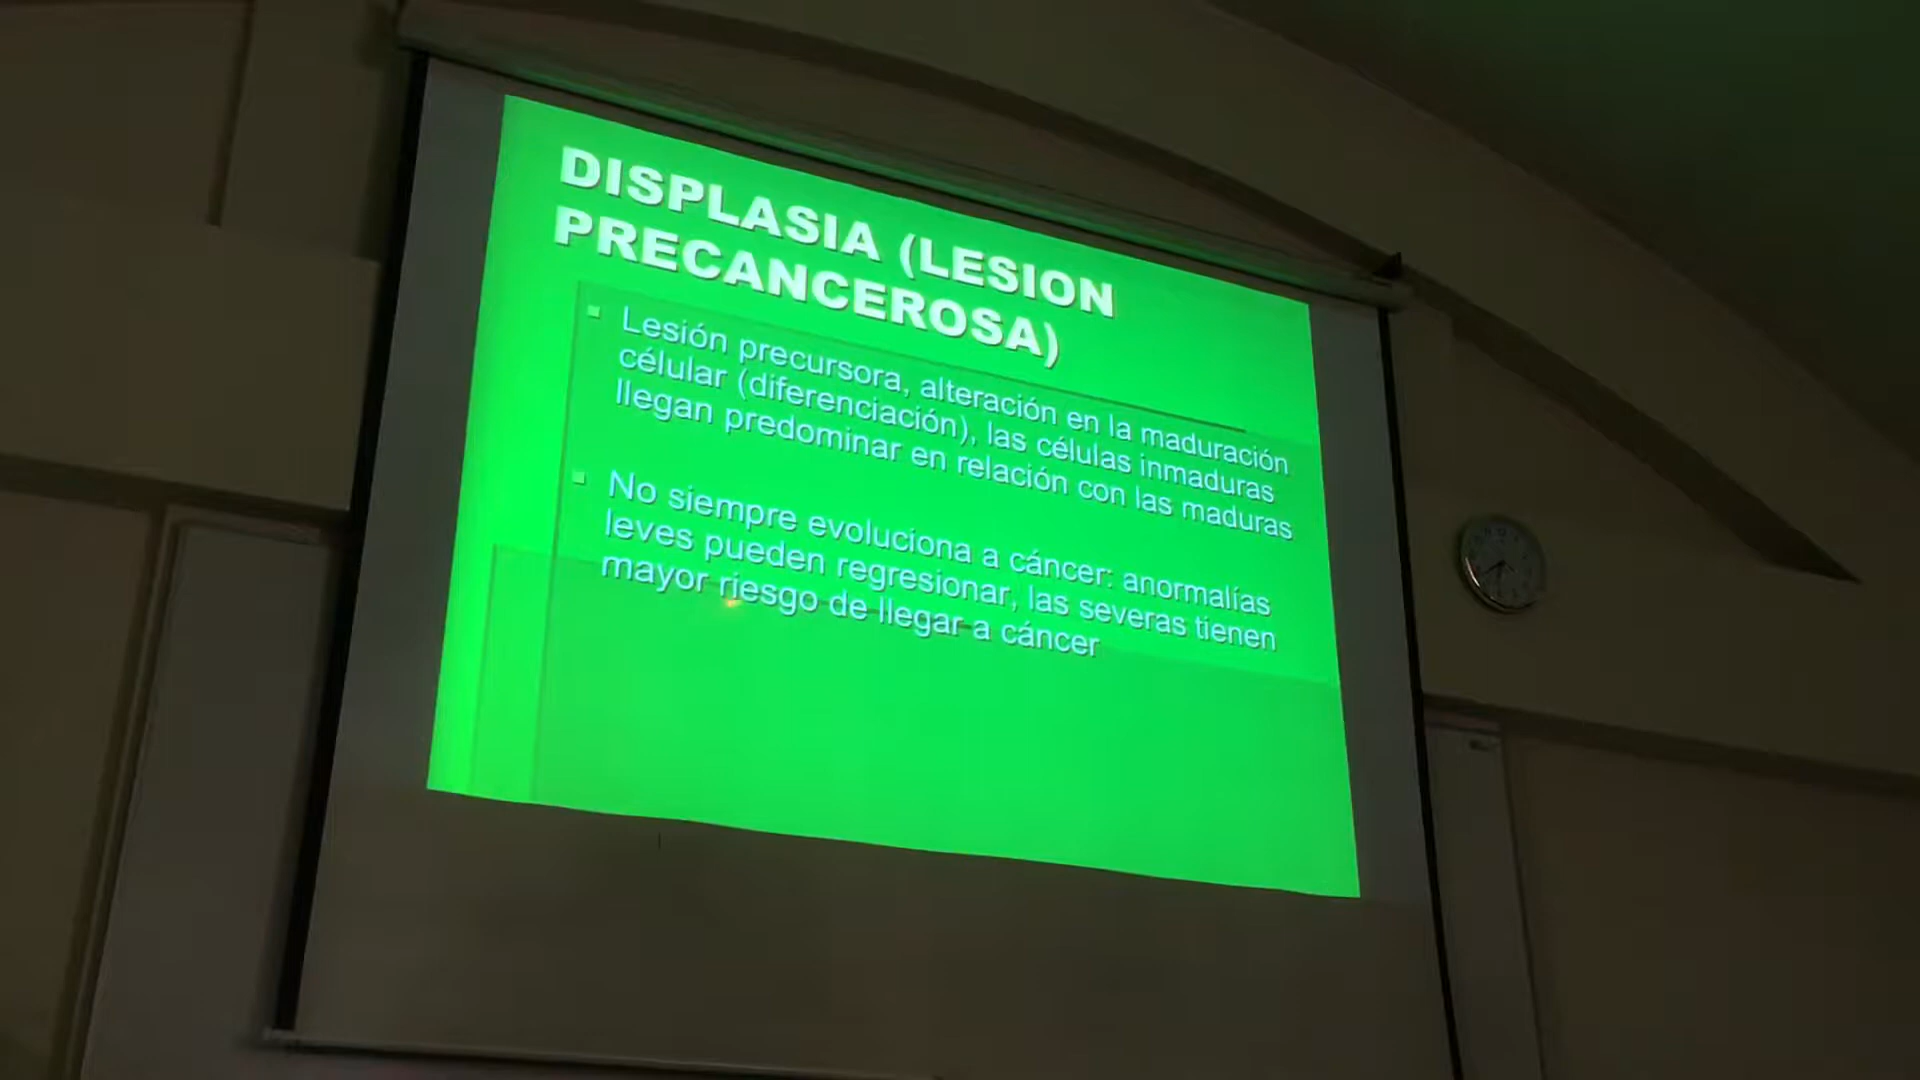 DISPLASIA (LESION
PRECANCEROSA)
Lesión precursora, alteración en la maduración
célular (diferenciación), las células inmaduras
llegan predominar en relación con las maduras
No siempre evoluciona a cáncer: anormalías
leves pueden regresionar, las severas tienen
mayor riesgo de llegar a cáncer